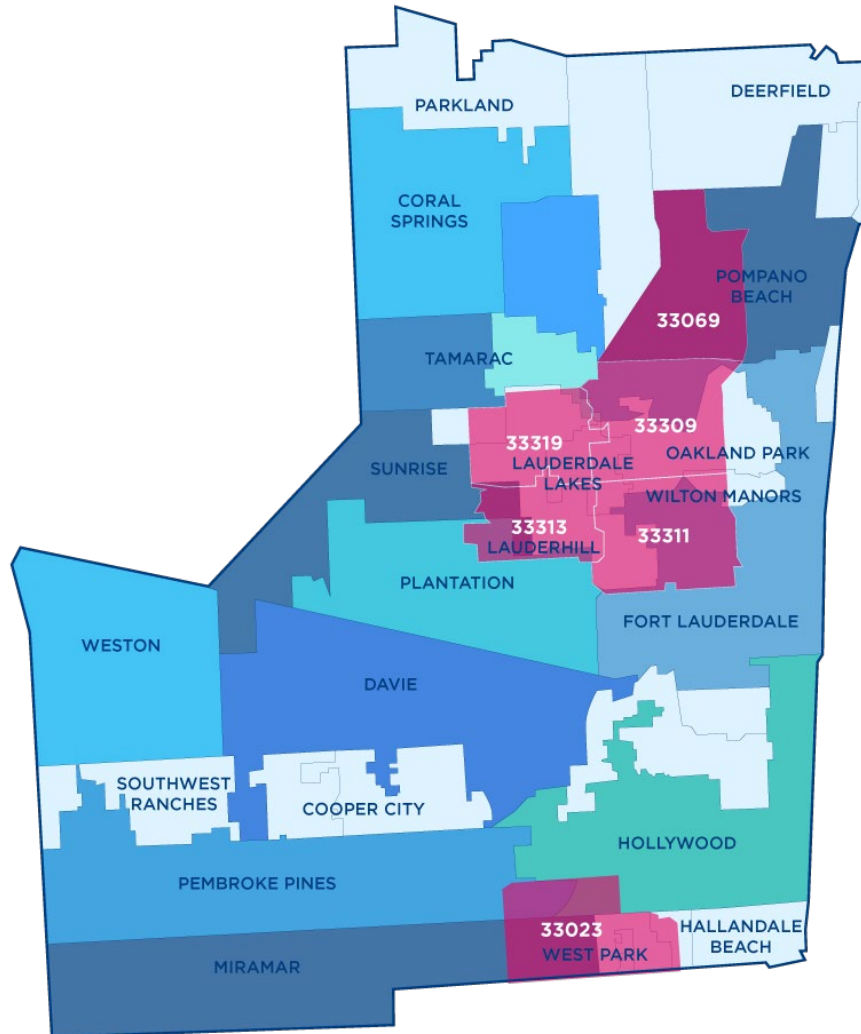 PARKLAND
DEERFIELD
CORAL
SPRINGS
POMPANO
BEACH
33069
TAMARAC
33319
33309
LAUDERDALE
LAKES
OAKLAND PARK
SUNRISE
WILTON MANORS
33313
LAUDERHILL
33311
PLANTATION
FORT LAUDERDALE
WESTON
DAVIE
SOUTHWEST
RANCHES
COOPER CITY
HOLLYWOOD
PEMBROKE PINES
33023
WEST PARK
HALLANDALE
BEACH
MIRAMAR